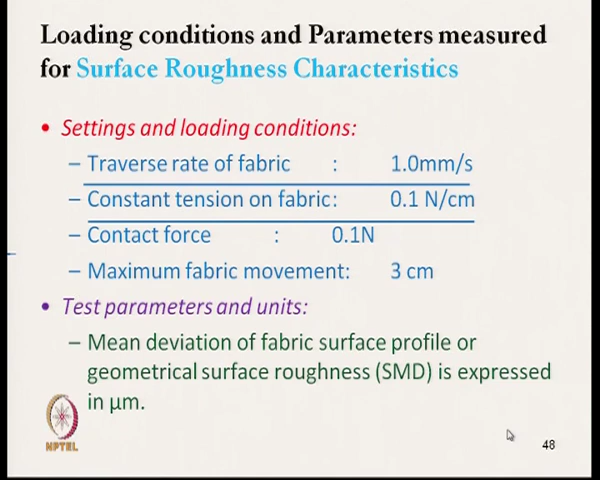 Loading conditions and Parameters measured
for Surface Roughness Characteristics
• Settings and loading conditions:
– Traverse rate of fabric : 1.0mm/s
– Constant tension on fabric: 0.1 N/cm
– Contact force : 0.1N
– Maximum fabric movement: 3 cm
• Test parameters and units:
– Mean deviation of fabric surface profile or
geometrical surface roughness (SMD) is expressed
in µm.
NPTEL
48